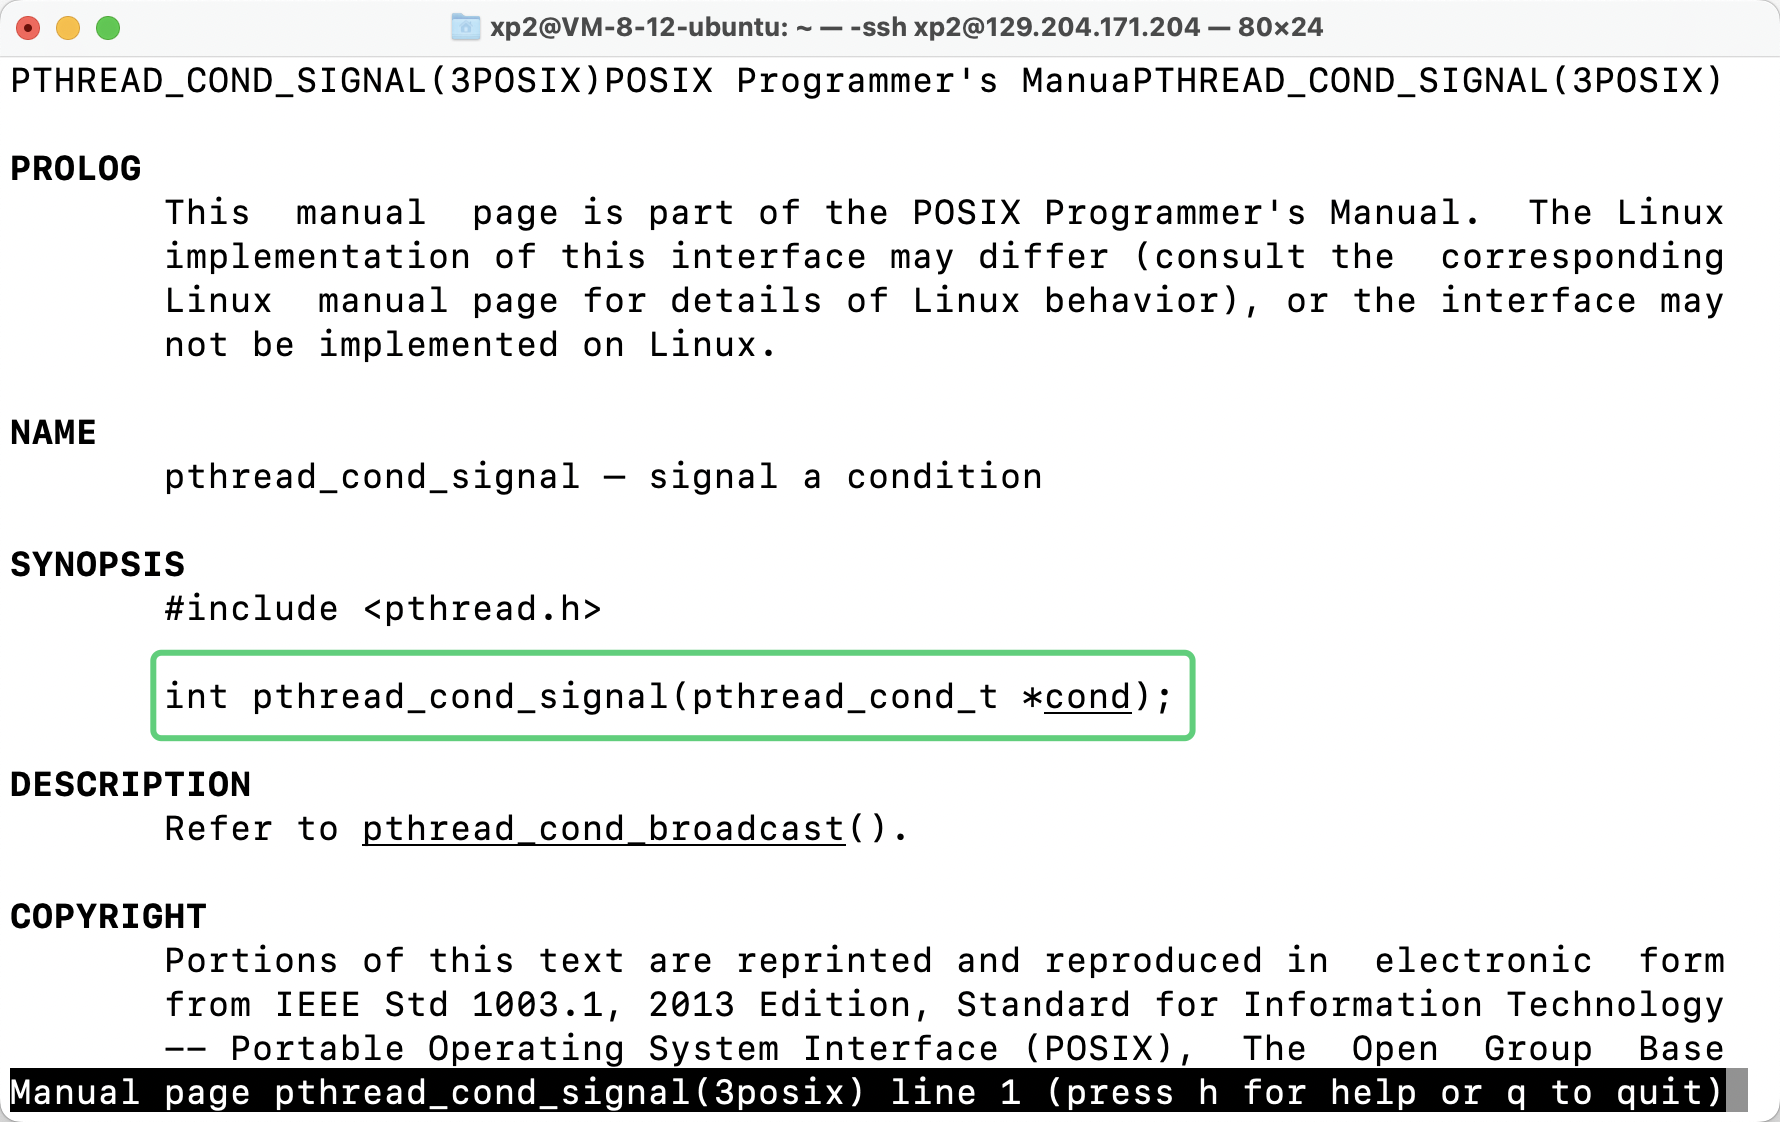 xp2@VM-8-12-ubuntu: ~ — -ssh xp2@129.204.171.204 — 80×24
PTHREAD_COND_SIGNAL(3POSIX)POSIX Programmer's ManuaPTHREAD_COND_SIGNAL(3POSIX)
PROLOG
This  manual  page is part of the POSIX Programmer's Manual.  The Linux
implementation of this interface may differ (consult the  corresponding
Linux  manual page for details of Linux behavior), or the interface may
not be implemented on Linux.
NAME
pthread_cond_signal — signal a condition
SYNOPSIS
#include <pthread.h>
int pthread_cond_signal(pthread_cond_t *cond);
DESCRIPTION
Refer to pthread_cond_broadcast().
COPYRIGHT
Portions of this text are reprinted and reproduced in  electronic  form
from IEEE Std 1003.1, 2013 Edition, Standard for Information Technology
-- Portable Operating System Interface (POSIX),  The  Open  Group  Base
Manual page pthread_cond_signal(3posix) line 1 (press h for help or q to quit)